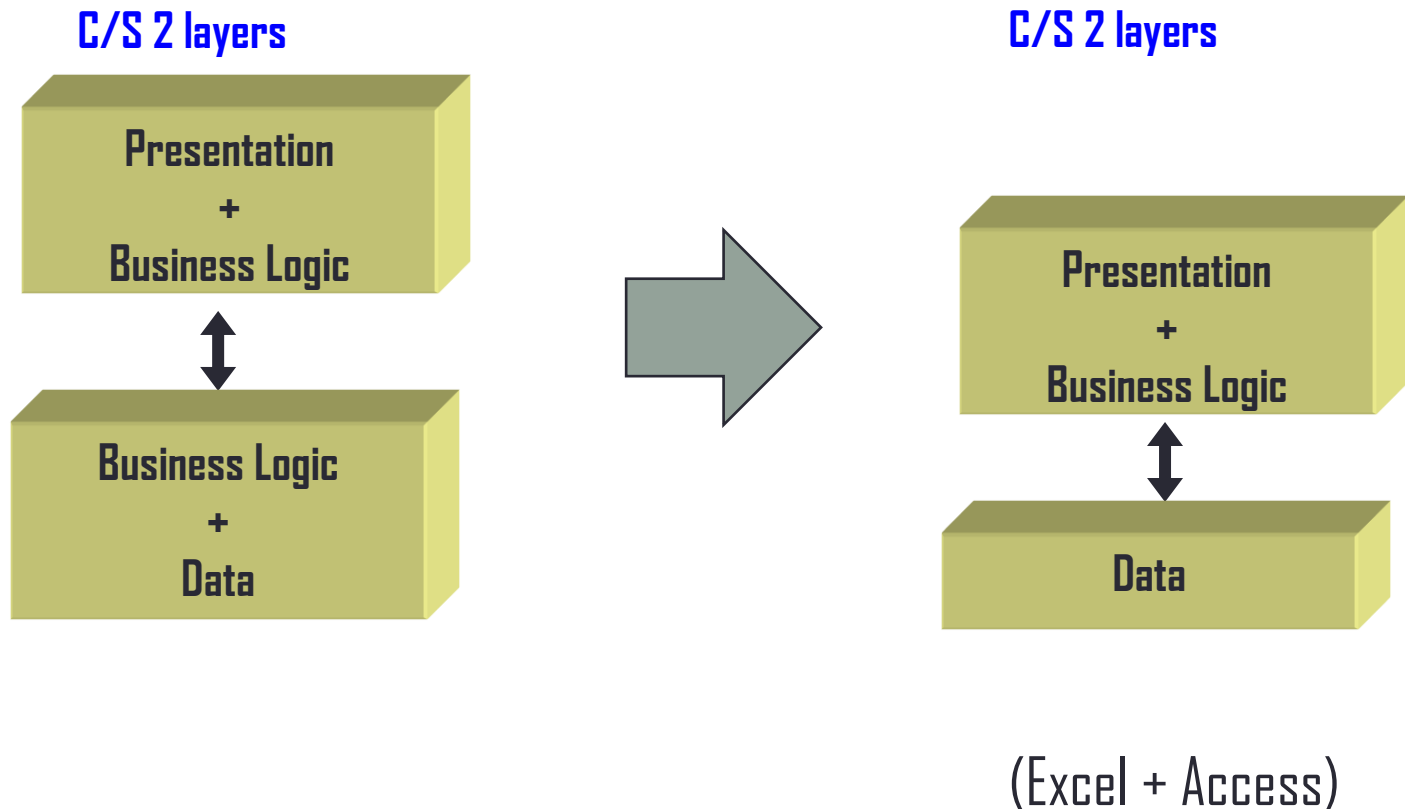 C/S 2 layers
Presentation
+
Business Logic
Business Logic
+
Data
C/S 2 layers
Presentation
+
Business Logic
Data
(Excel + Access)